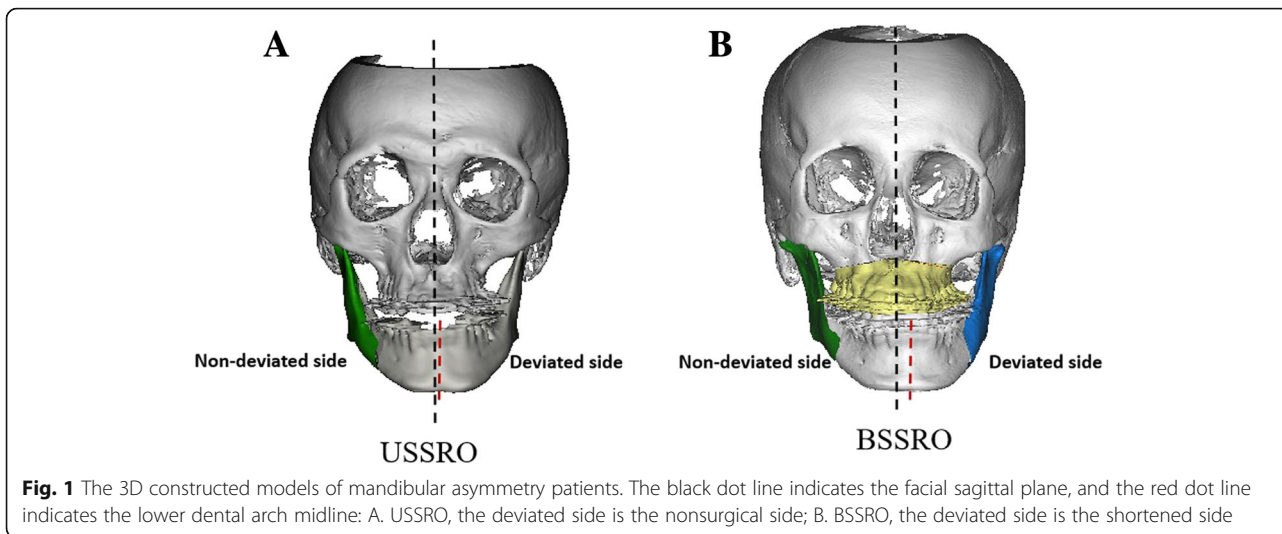 A
B
Non-deviated side
Deviated side
Non-deviated side
Deviated side
USSRO
BSSRO
Fig. 1 The 3D constructed models of mandibular asymmetry patients. The black dot line indicates the facial sagittal plane, and the red dot line
indicates the lower dental arch midline: A. USSRO, the deviated side is the nonsurgical side; B. BSSRO, the deviated side is the shortened side